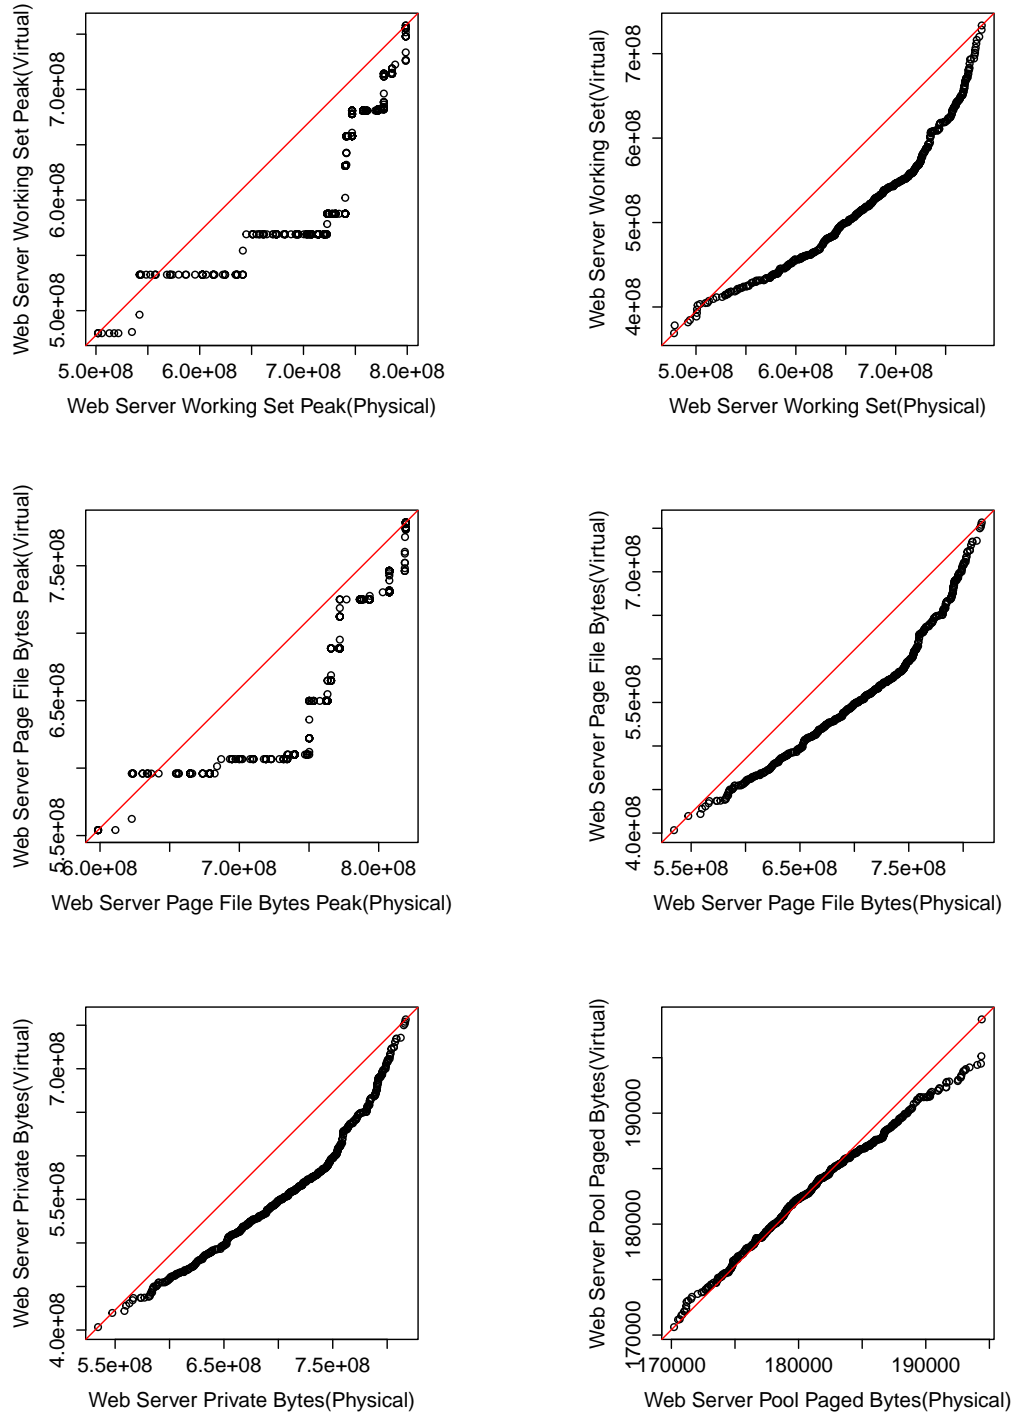 Web Server Working Set Peak(Virtual)
5.0e+08 6.0e+08 7.0e+08
5.0e+08 6.0e+08 7.0e+08 8.0e+08
Web Server Working Set Peak(Physical)
Web Server Working Set(Virtual)
4e+08 5e+08 6e+08 7e+08
5.0e+08 6.0e+08 7.0e+08
Web Server Working Set(Physical)
Web Server Page File Bytes Peak(Virtual)
5.5e+08 6.5e+08 7.5e+08
6.0e+08 7.0e+08 8.0e+08
Web Server Page File Bytes Peak(Physical)
Web Server Page File Bytes(Virtual)
4.0e+08 5.5e+08 7.0e+08
5.5e+08 6.5e+08 7.5e+08
Web Server Page File Bytes(Physical)
Web Server Private Bytes(Virtual)
4.0e+08 5.5e+08 7.0e+08
5.5e+08 6.5e+08 7.5e+08
Web Server Private Bytes(Physical)
Web Server Pool Paged Bytes(Virtual)
170000 180000 190000
170000 180000 190000
Web Server Pool Paged Bytes(Physical)